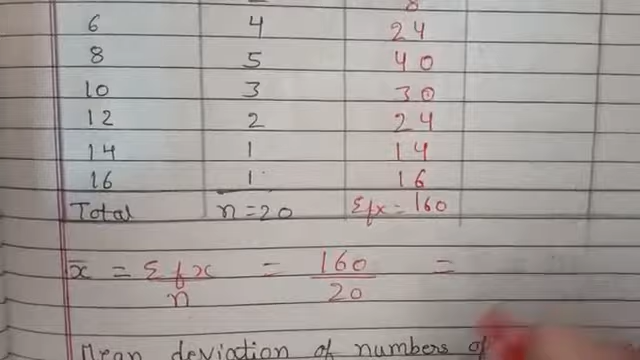 8
6 4 24
8 5 40
10 3 30
12 2 24
14 1 14
16 1 16
Total n=20 Σfx=160
x̄ = Σfx/n = 160/20 =
Mean deviation of numbers of